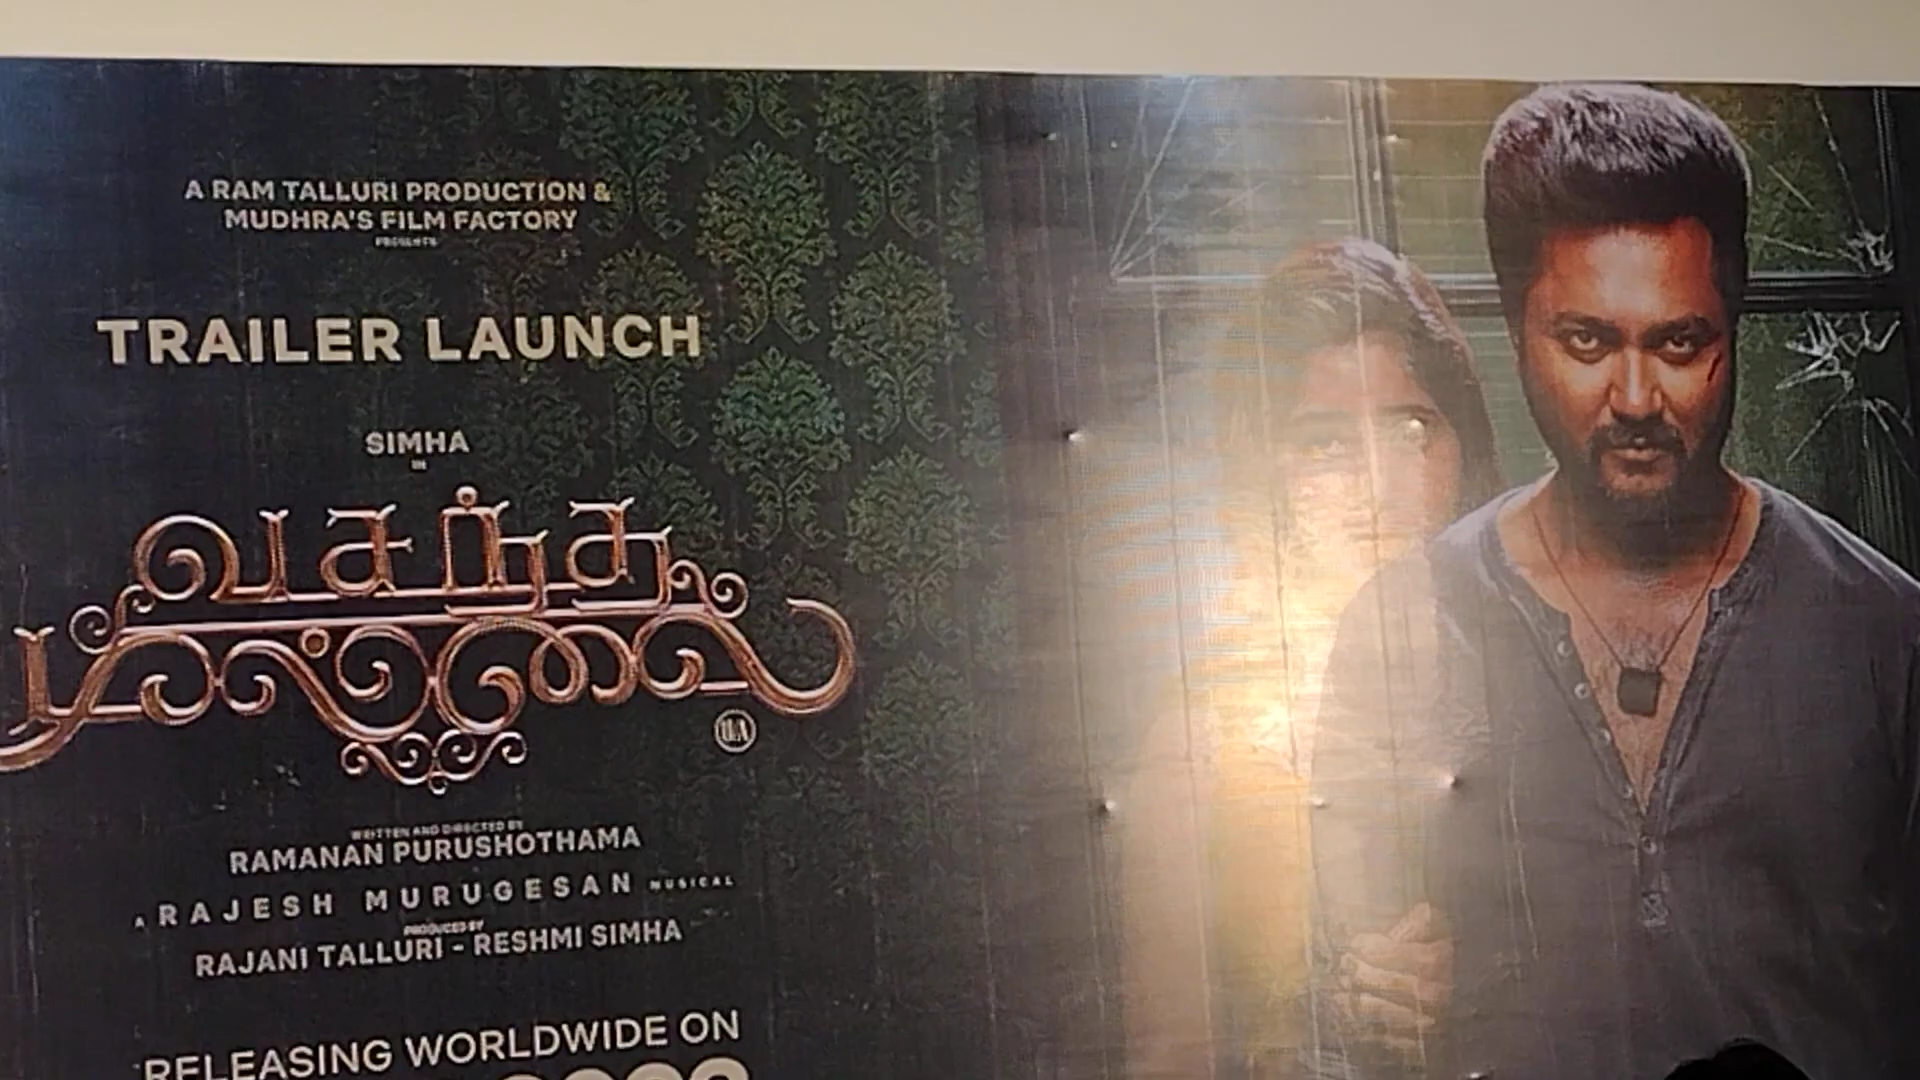 A RAM TALLURI PRODUCTION &
MUDHRA'S FILM FACTORY
PRESENTS
TRAILER LAUNCH
SIMHA
IN
வசந்த
முல்லை
U/A
WRITTEN AND DIRECTED BY
RAMANAN PURUSHOTHAMA
A RAJESH MURUGESAN MUSICAL
PRODUCED BY
RAJANI TALLURI - RESHMI SIMHA
RELEASING WORLDWIDE ON